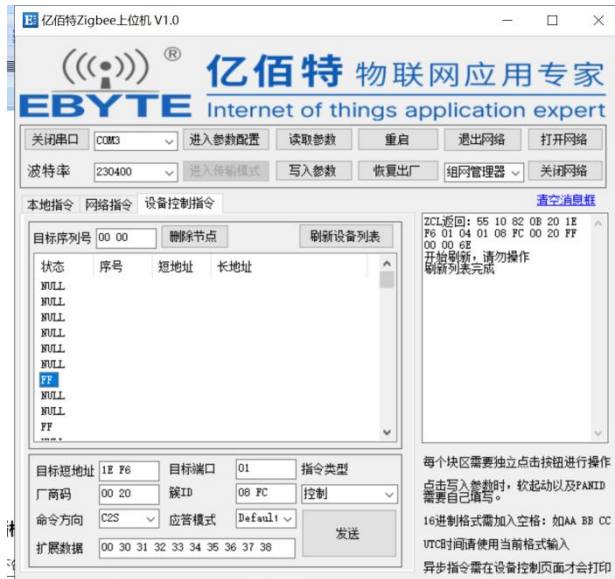 亿佰特Zigbee上位机 V1.0
EBYTE ® 亿佰特 物联网应用专家
Internet of things application expert
关闭串口 COM3 进入参数配置 读取参数 重启 退出网络 打开网络
波特率 230400 进入传输模式 写入参数 恢复出厂 组网管理器 关闭网络
本地指令 网络指令 设备控制指令 清空消息框
目标序列号 00 00 删除节点 刷新设备列表
状态 序号 短地址 长地址
NULL
NULL
NULL
NULL
NULL
NULL
FF
NULL
NULL
FF
ZCL返回: 55 10 82 0B 20 1E
F6 01 04 01 08 FC 00 20 FF
00 00 6E
开始刷新，请勿操作
刷新列表完成
目标短地址 1E F6 目标端口 01 指令类型
厂商码 00 20 簇ID 08 FC 控制
命令方向 C2S 应答模式 Default 发送
扩展数据 00 30 31 32 33 34 35 36 37 38
每个块区需要独立点击按钮进行操作
点击写入参数时，软起动以及PANID
需要自己填写。
16进制格式需加入空格: 如AA BB CC
UTC时间请使用当前格式输入
异步指令需在设备控制页面才会打印